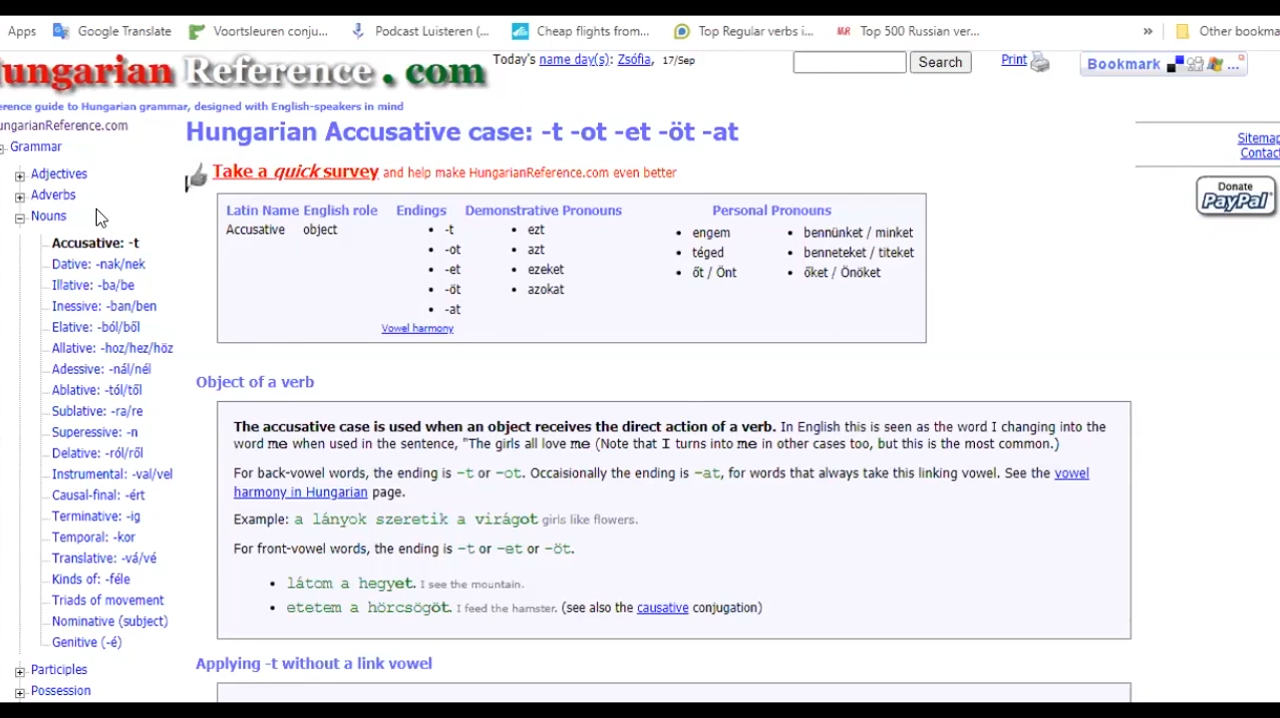 Apps Google Translate Voortsleuren conju... Podcast Luisteren (... Cheap flights from... Top Regular verbs i... MR Top 500 Russian ver... » Other bookma
ungarian Reference . com Today's name day(s): Zsófia, 17/Sep Search Print Bookmark ...
erence guide to Hungarian grammar, designed with English-speakers in mind
ungarianReference.com
Grammar
Adjectives
Adverbs
Nouns
Accusative: -t
Dative: -nak/nek
Illative: -ba/be
Inessive: -ban/ben
Elative: -ból/ből
Allative: -hoz/hez/höz
Adessive: -nál/nél
Ablative: -tól/től
Sublative: -ra/re
Superessive: -n
Delative: -ról/ről
Instrumental: -val/vel
Causal-final: -ért
Terminative: -ig
Temporal: -kor
Translative: -vá/vé
Kinds of: -féle
Triads of movement
Nominative (subject)
Genitive (-é)
Participles
Possession
Hungarian Accusative case: -t -ot -et -öt -at
Take a quick survey and help make HungarianReference.com even better
Latin Name English role Endings Demonstrative Pronouns Personal Pronouns
Accusative object
-t
-ot
-et
-öt
-at
Vowel harmony
ezt
azt
ezeket
azokat
engem
téged
őt / Önt
bennünket / minket
benneteket / titeket
őket / Önöket
Object of a verb
The accusative case is used when an object receives the direct action of a verb. In English this is seen as the word I changing into the
word me when used in the sentence, "The girls all love me (Note that I turns into me in other cases too, but this is the most common.)
For back-vowel words, the ending is -t or -ot. Occaisionally the ending is -at, for words that always take this linking vowel. See the vowel
harmony in Hungarian page.
Example: a lányok szeretik a virágot girls like flowers.
For front-vowel words, the ending is -t or -et or -öt.
látom a hegyet. I see the mountain.
etetem a hörcsögöt. I feed the hamster. (see also the causative conjugation)
Applying -t without a link vowel
Sitemap
Contac
Donate
PayPal